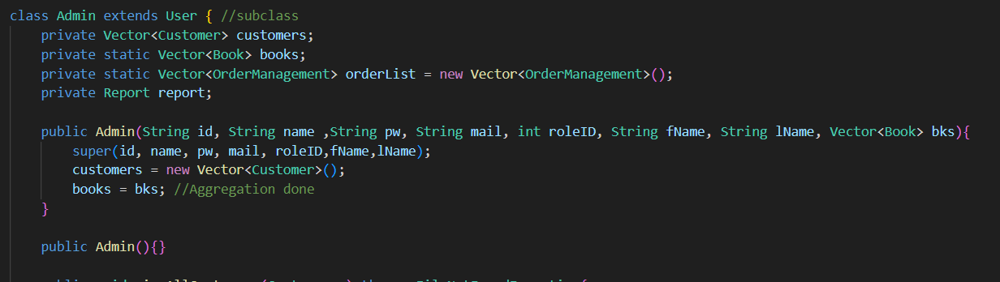 class Admin extends User { //subclass
private Vector<Customer> customers;
private static Vector<Book> books;
private static Vector<OrderManagement> orderList = new Vector<OrderManagement>();
private Report report;
public Admin(String id, String name ,String pw, String mail, int roleID, String fName, String lName, Vector<Book> bks){
super(id, name, pw, mail, roleID,fName,lName);
customers = new Vector<Customer>();
books = bks; //Aggregation done
}
public Admin(){}